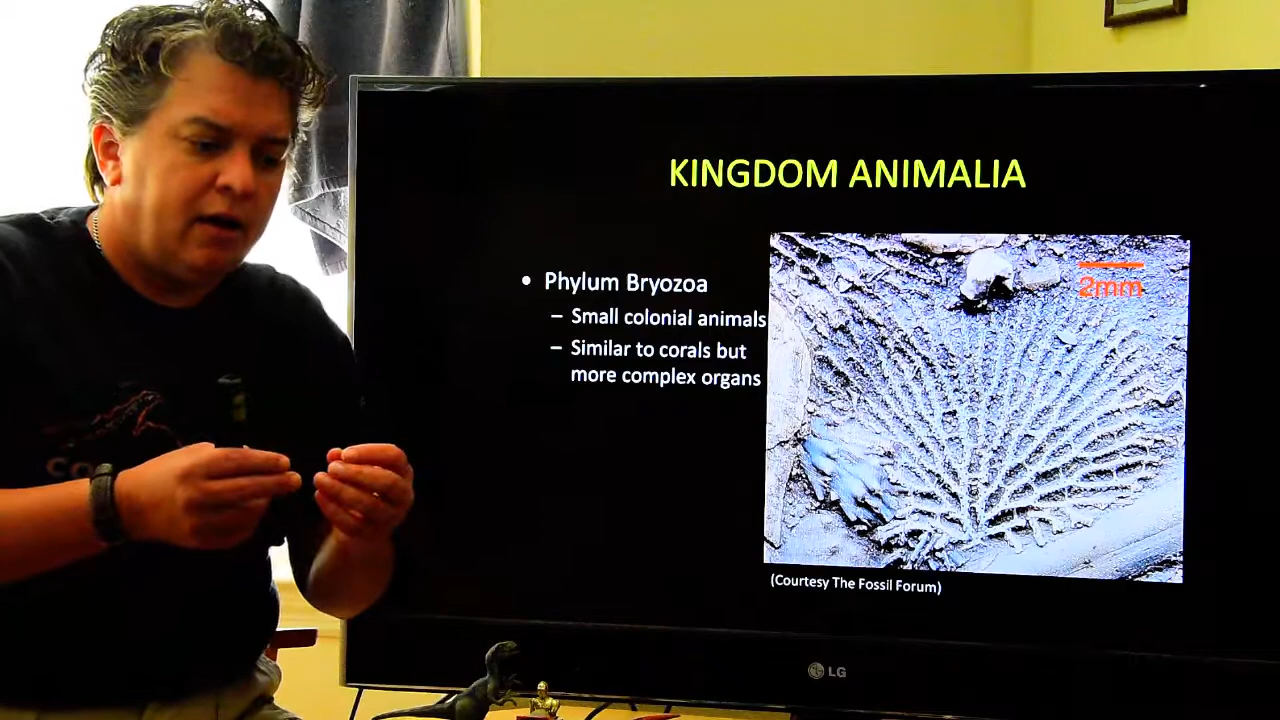 KINGDOM ANIMALIA
• Phylum Bryozoa
– Small colonial animals
– Similar to corals but
more complex organs
2mm
(Courtesy The Fossil Forum)
LG